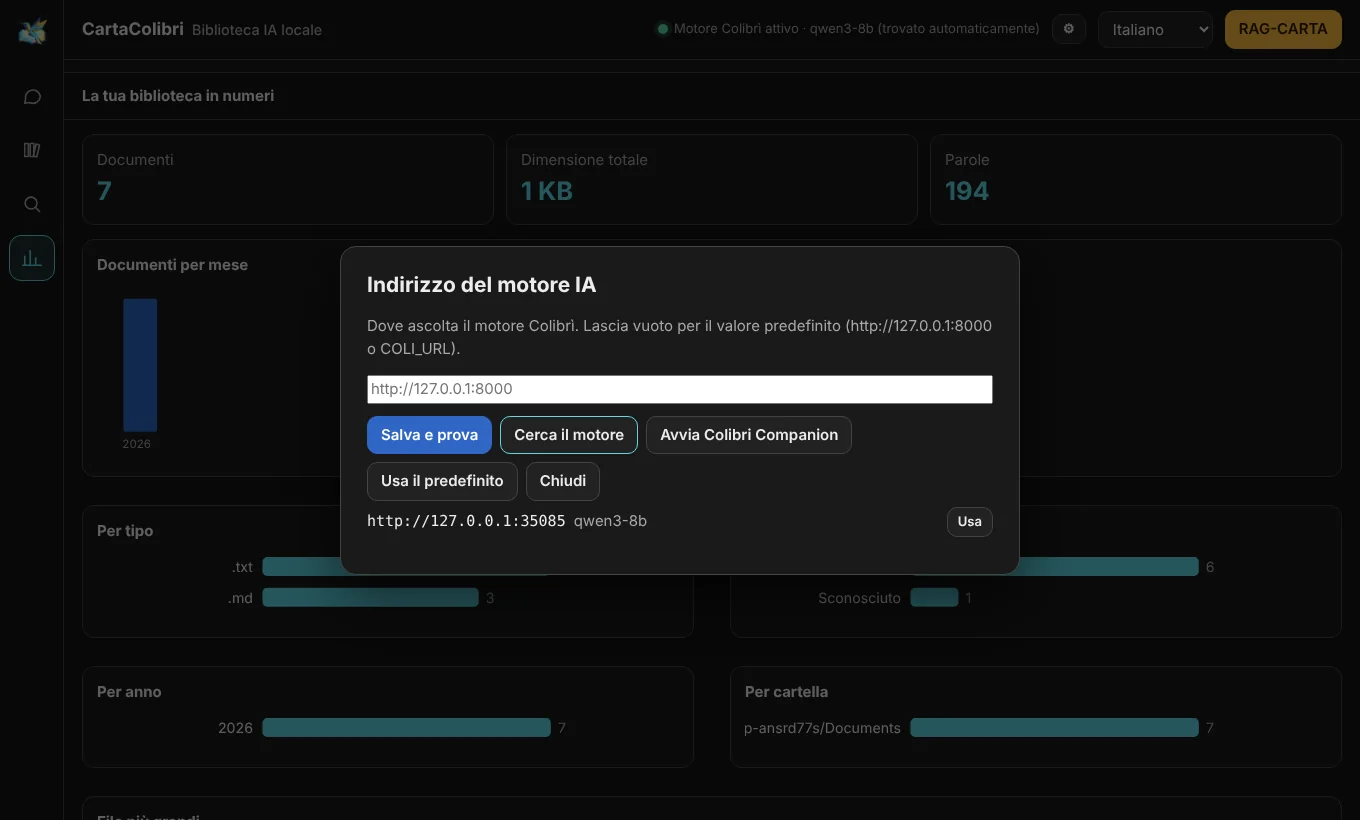 CartaColibri Biblioteca IA locale
Motore Colibrì attivo · qwen3-8b (trovato automaticamente)
Italiano
RAG-CARTA
La tua biblioteca in numeri
Documenti
7
Dimensione totale
1 KB
Parole
194
Documenti per mese
2026
Indirizzo del motore IA
Dove ascolta il motore Colibrì. Lascia vuoto per il valore predefinito (http://127.0.0.1:8000
o COLI_URL).
http://127.0.0.1:8000
Salva e prova
Cerca il motore
Avvia Colibri Companion
Usa il predefinito
Chiudi
http://127.0.0.1:35085 qwen3-8b
Usa
Per tipo
.txt
.md 3
6
Sconosciuto 1
Per anno
2026 7
Per cartella
p-ansrd77s/Documents 7
File più grandi